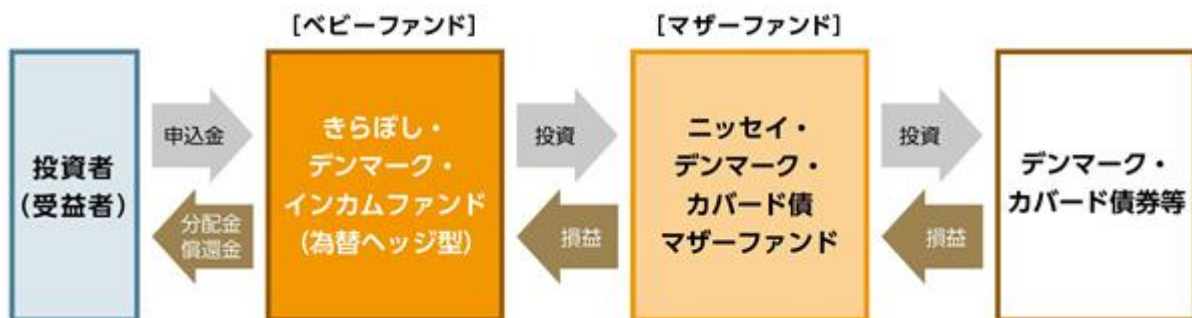 [ベビーファンド]
[マザーファンド]
投資者
(受益者)
申込金
分配金
償還金
きらぼし・
デンマーク・
インカムファンド
(為替ヘッジ型)
投資
損益
ニッセイ・
デンマーク・
カバード債
マザーファンド
投資
損益
デンマーク・
カバード債券等